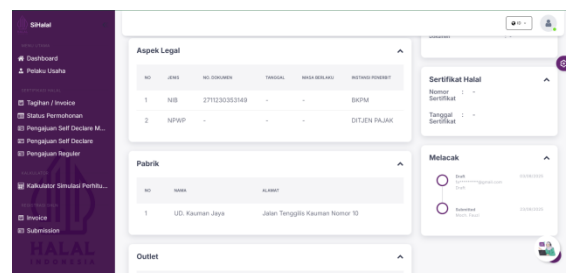 SiHalal
Dashboard
Pelaku Usaha
Tagihan / Invoice
Status Permohonan
Pengajuan Self Declare M...
Pengajuan Self Declare
Pengajuan Reguler
Kalkulator Simulasi Perhitu...
Invoice
Submission
HALAL
INDONESIA
ID
Aspek Legal
NO JENIS NO. DOKUMEN TANGGAL MASA BERLAKU INSTANSI PENERBIT
1 NIB 2711230353149 - - BKPM
2 NPWP - - - DITJEN PAJAK
Pabrik
NO NAMA ALAMAT
1 UD. Kauman Jaya Jalan Tenggilis Kauman Nomor 10
Outlet
Sertifikat Halal
Nomor Sertifikat : -
Tanggal Sertifikat : -
Melacak
Draft
Draft
Submitted